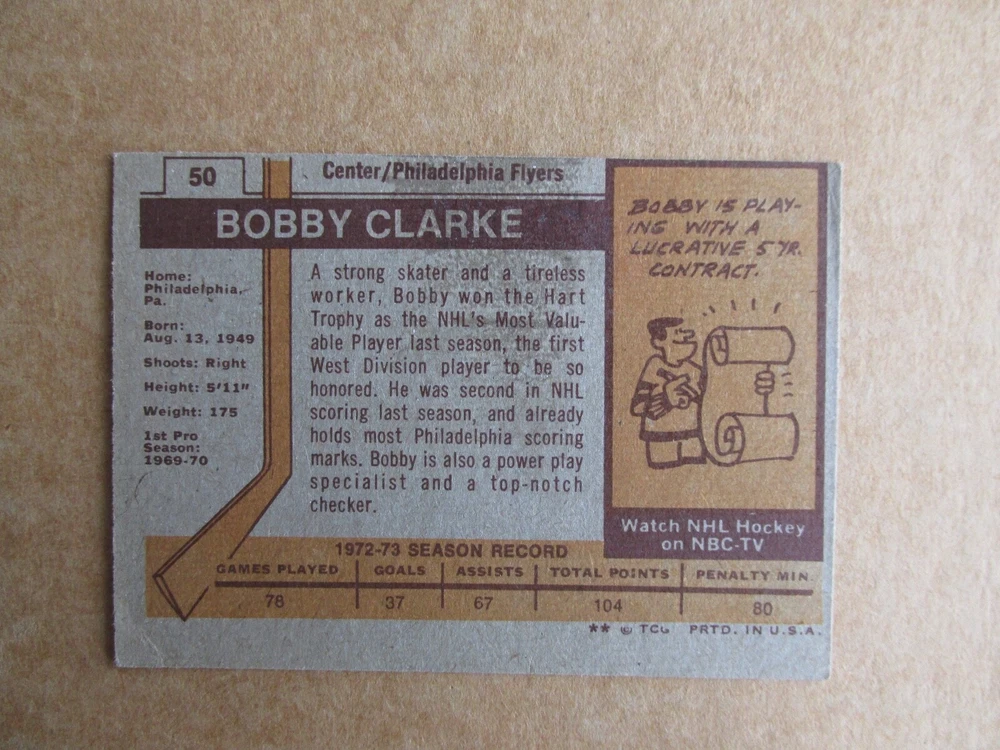 50
Center/Philadelphia Flyers
BOBBY CLARKE
Home:
Philadelphia,
Pa.
Born:
Aug. 13, 1949
Shoots: Right
Height: 5'11"
Weight: 175
1st Pro
Season:
1969-70
A strong skater and a tireless
worker, Bobby won the Hart
Trophy as the NHL's Most Valu-
able Player last season, the first
West Division player to be so
honored. He was second in NHL
scoring last season, and already
holds most Philadelphia scoring
marks. Bobby is also a power play
specialist and a top-notch
checker.
BOBBY IS PLAY-
ING WITH A
LUCRATIVE 5 YR.
CONTRACT.
Watch NHL Hockey
on NBC-TV
1972-73 SEASON RECORD
GAMES PLAYED GOALS ASSISTS TOTAL POINTS PENALTY MIN.
78 37 67 104 80
** © TCG PRTD. IN U.S.A.